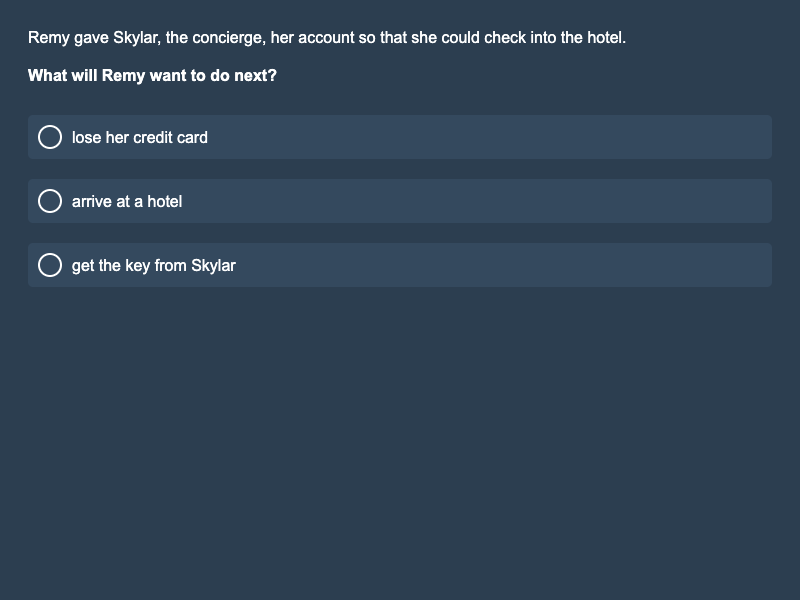 Remy gave Skylar, the concierge, her account so that she could check into the hotel.
What will Remy want to do next?
lose her credit card
arrive at a hotel
get the key from Skylar